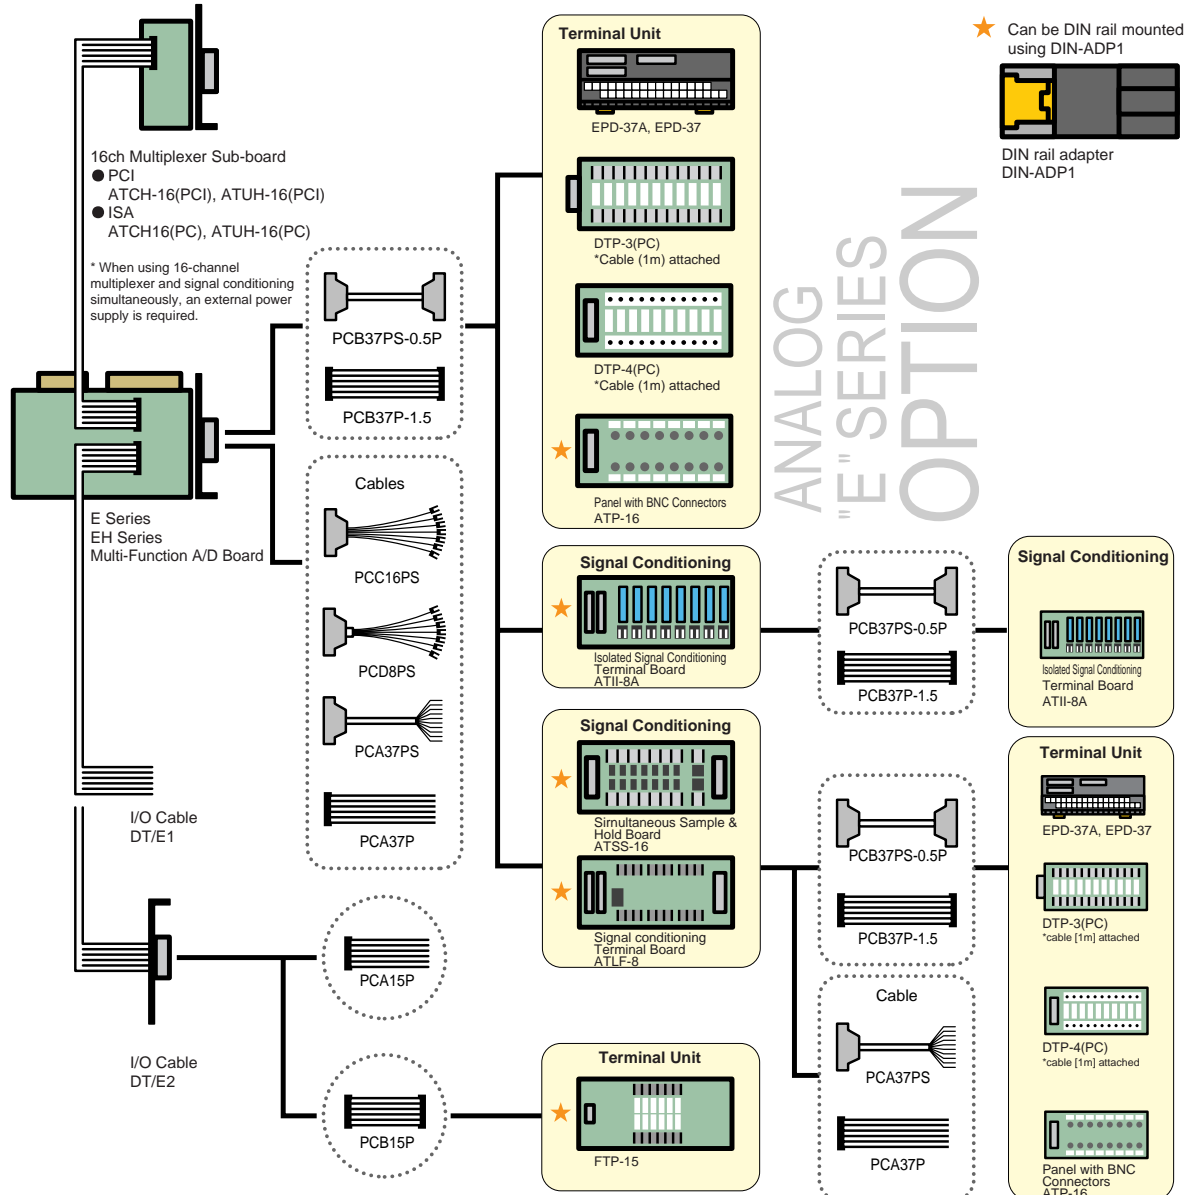 16ch Multiplexer Sub-board
● PCI
ATCH-16(PCI), ATUH-16(PCI)
● ISA
ATCH16(PC), ATUH-16(PC)
* When using 16-channel
multiplexer and signal conditioning
simultaneously, an external power
supply is required.
E Series
EH Series
Multi-Function A/D Board
I/O Cable
DT/E1
I/O Cable
DT/E2
PCB37PS-0.5P
PCB37P-1.5
Cables
PCC16PS
PCD8PS
PCA37PS
PCA37P
PCA15P
PCB15P
Terminal Unit
EPD-37A, EPD-37
DTP-3(PC)
*Cable (1m) attached
DTP-4(PC)
*Cable (1m) attached
Panel with BNC Connectors
ATP-16
Signal Conditioning
Isolated Signal Conditioning
Terminal Board
ATII-8A
Signal Conditioning
Sirnultaneous Sample &
Hold Board
ATSS-16
Signal conditioning
Terminal Board
ATLF-8
Terminal Unit
FTP-15
★ Can be DIN rail mounted
using DIN-ADP1
DIN rail adapter
DIN-ADP1
ANALOG
"E" SERIES
OPTION
PCB37PS-0.5P
PCB37P-1.5
Signal Conditioning
Isolated Signal Conditioning
Terminal Board
ATII-8A
PCB37PS-0.5P
PCB37P-1.5
Cable
PCA37PS
PCA37P
Terminal Unit
EPD-37A, EPD-37
DTP-3(PC)
*cable [1m] attached
DTP-4(PC)
*cable [1m] attached
Panel with BNC
Connectors
ATP-16